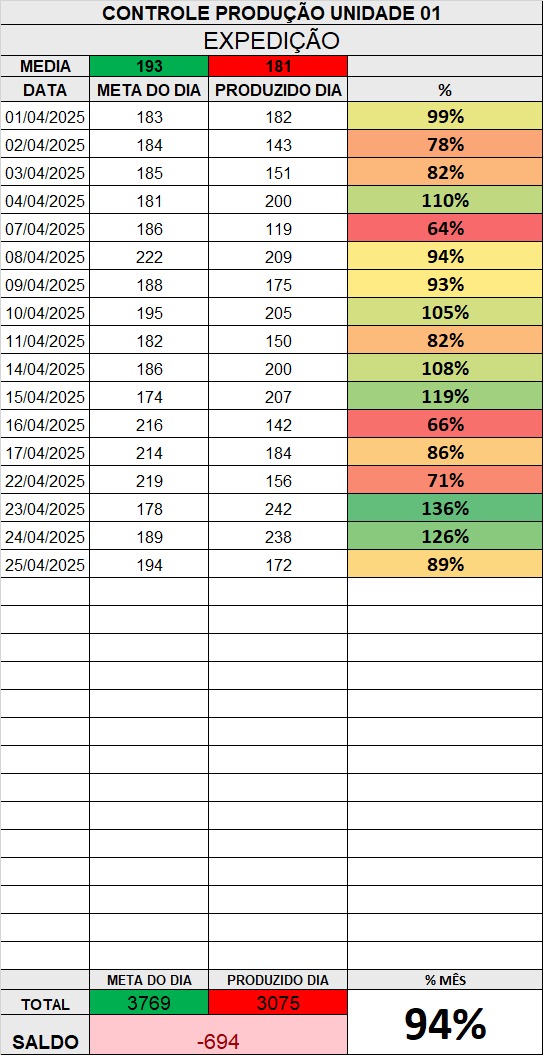 CONTROLE PRODUÇÃO UNIDADE 01
EXPEDIÇÃO
MEDIA 193 181
DATA META DO DIA PRODUZIDO DIA %
01/04/2025 183 182 99%
02/04/2025 184 143 78%
03/04/2025 185 151 82%
04/04/2025 181 200 110%
07/04/2025 186 119 64%
08/04/2025 222 209 94%
09/04/2025 188 175 93%
10/04/2025 195 205 105%
11/04/2025 182 150 82%
14/04/2025 186 200 108%
15/04/2025 174 207 119%
16/04/2025 216 142 66%
17/04/2025 214 184 86%
22/04/2025 219 156 71%
23/04/2025 178 242 136%
24/04/2025 189 238 126%
25/04/2025 194 172 89%
META DO DIA PRODUZIDO DIA % MÊS
TOTAL 3769 3075 94%
SALDO -694